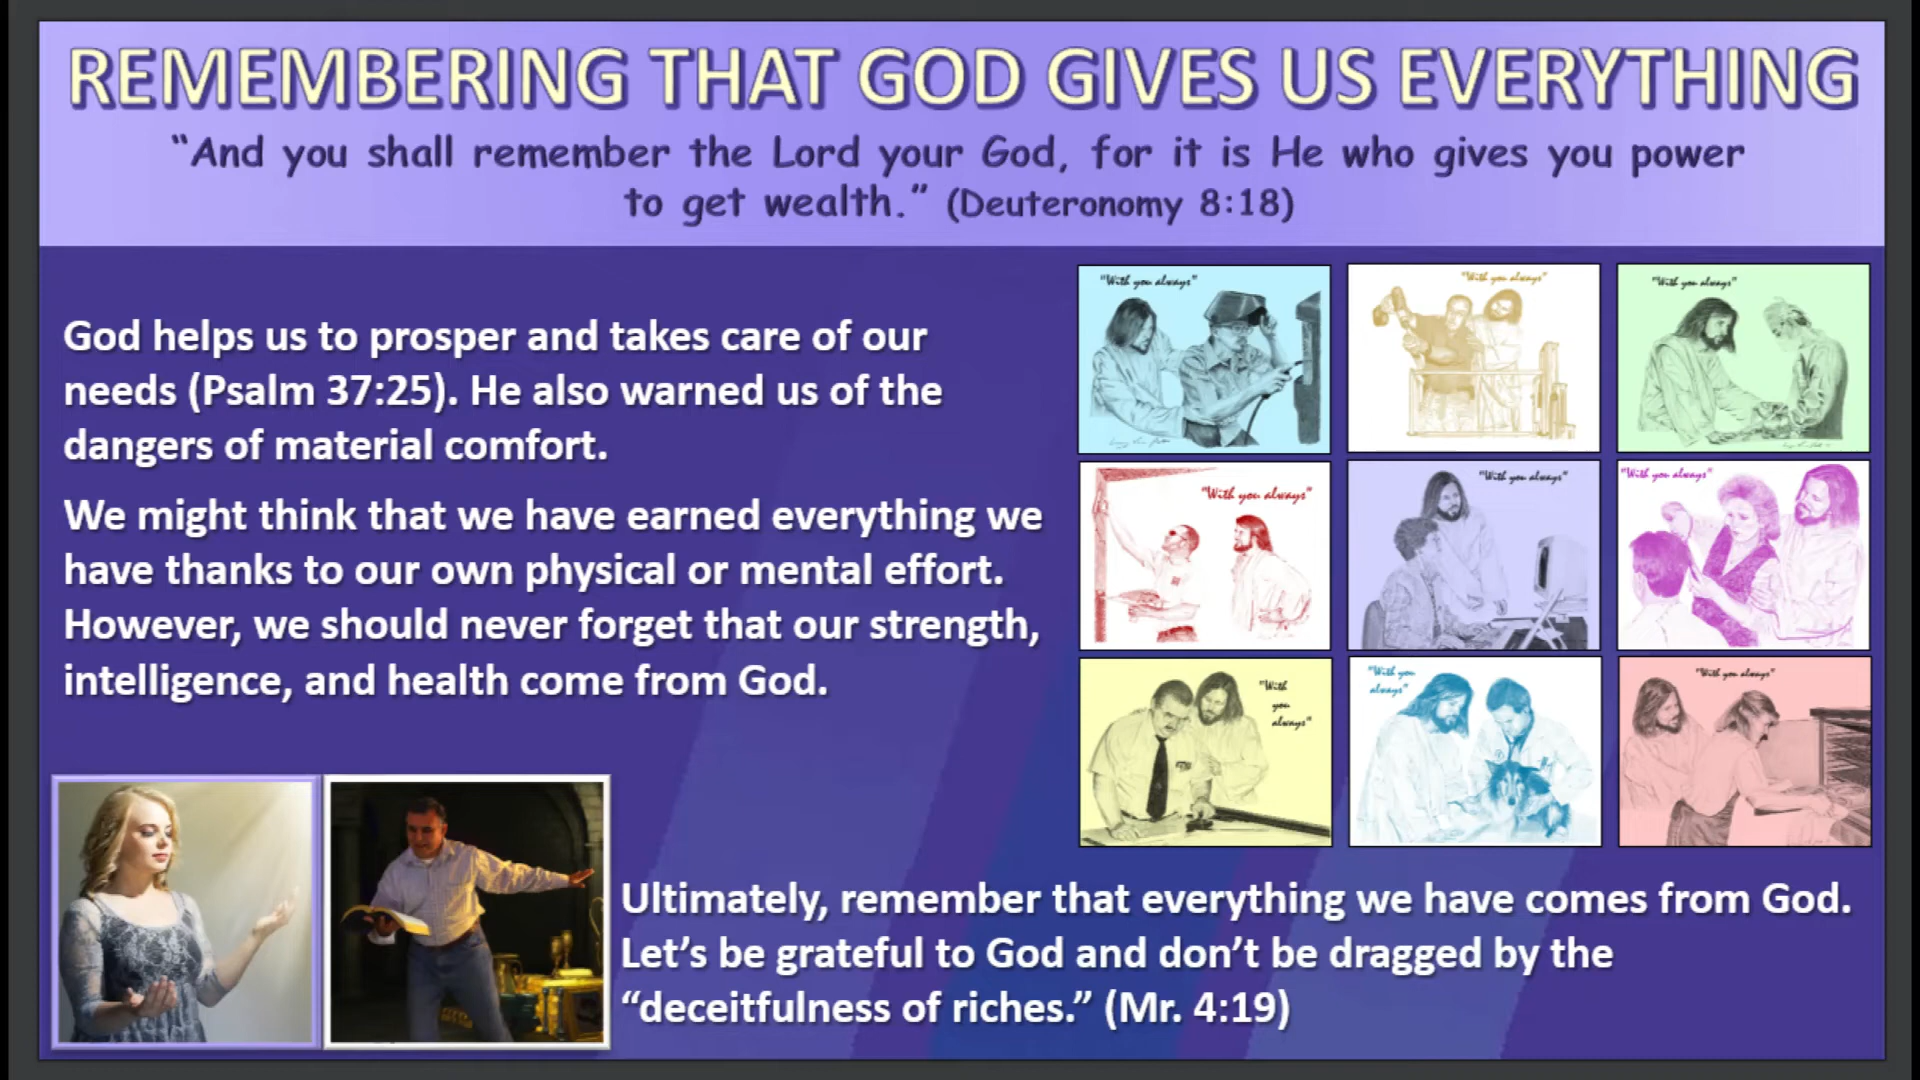 REMEMBERING THAT GOD GIVES US EVERYTHING
“And you shall remember the Lord your God, for it is He who gives you power
to get wealth.” (Deuteronomy 8:18)
God helps us to prosper and takes care of our
needs (Psalm 37:25). He also warned us of the
dangers of material comfort.
We might think that we have earned everything we
have thanks to our own physical or mental effort.
However, we should never forget that our strength,
intelligence, and health come from God.
"With you always"
"With you always"
"With you always"
"With you always"
"With you always"
"With you always"
"With
you
always"
"With you
always"
"With you always"
Ultimately, remember that everything we have comes from God.
Let’s be grateful to God and don’t be dragged by the
“deceitfulness of riches.” (Mr. 4:19)